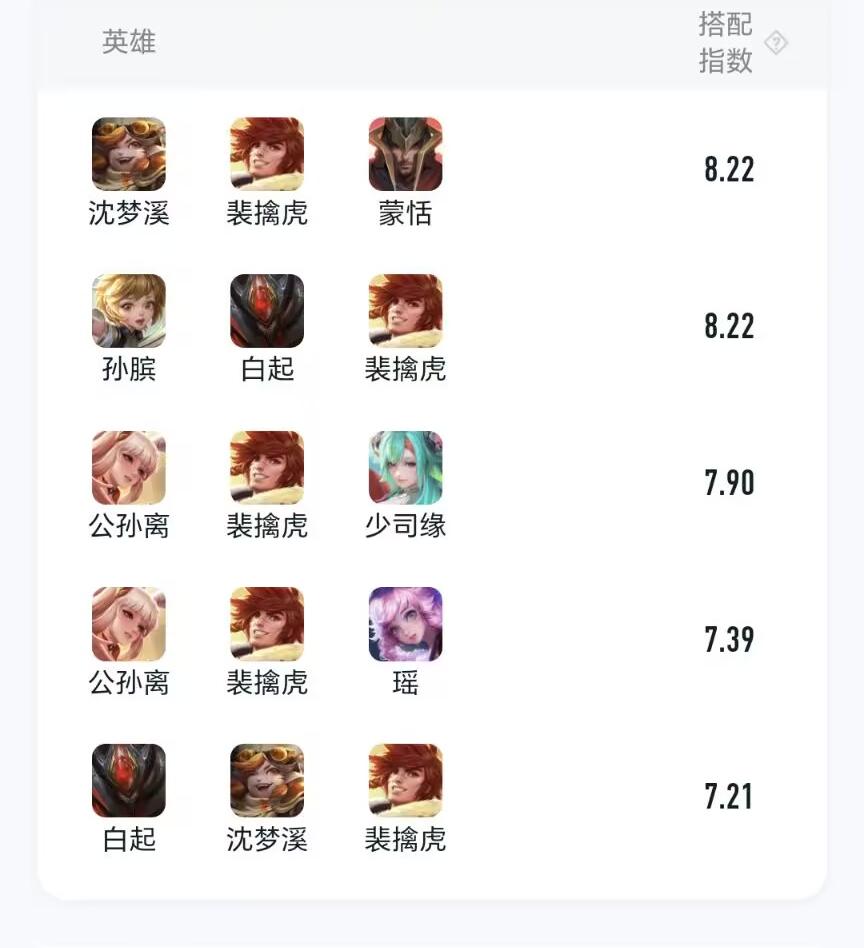 英雄
搭配
指数
?
沈梦溪 裴擒虎 蒙恬
8.22
孙膑 白起 裴擒虎
8.22
公孙离 裴擒虎 少司缘
7.90
公孙离 裴擒虎 瑶
7.39
白起 沈梦溪 裴擒虎
7.21